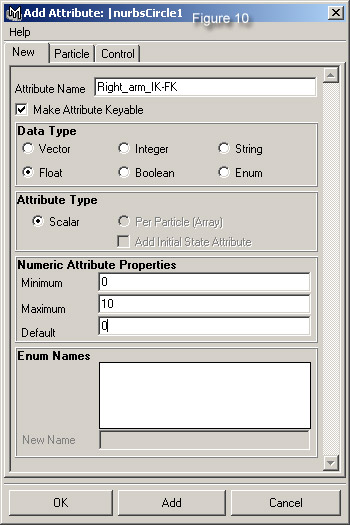 Add Attribute: |nurbsCircle1 Figure 10
Help
New Particle Control
Attribute Name Right_arm_IK-FK
Make Attribute Keyable
Data Type
Vector Integer String
Float Boolean Enum
Attribute Type
Scalar Per Particle (Array)
Add Initial State Attribute
Numeric Attribute Properties
Minimum 0
Maximum 10
Default 0
Enum Names
New Name
OK Add Cancel